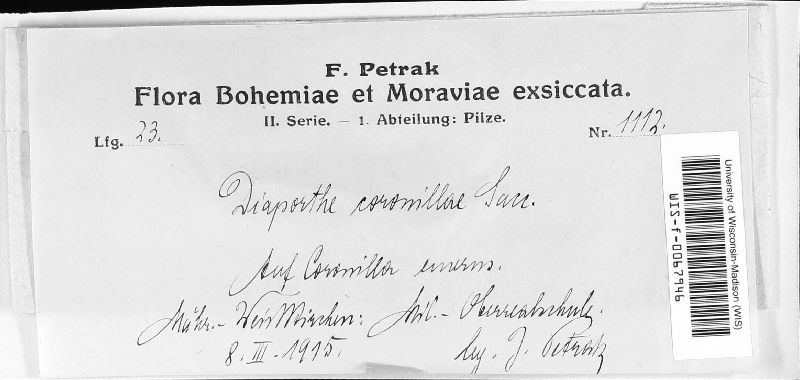 F. Petrak
Flora Bohemiae et Moraviae exsiccata.
II. Serie. — 1. Abteilung: Pilze.
Lfg. 23. Nr. 1112.
Diaporthe coronillae Sacc.
Auf Coronilla emerus.
Mähr.- Weisskirchen: Mil.- Oberrealschule.
8. III. 1915. leg. J. Petrak
University of Wisconsin-Madison (WIS)
WIS-f-0067946